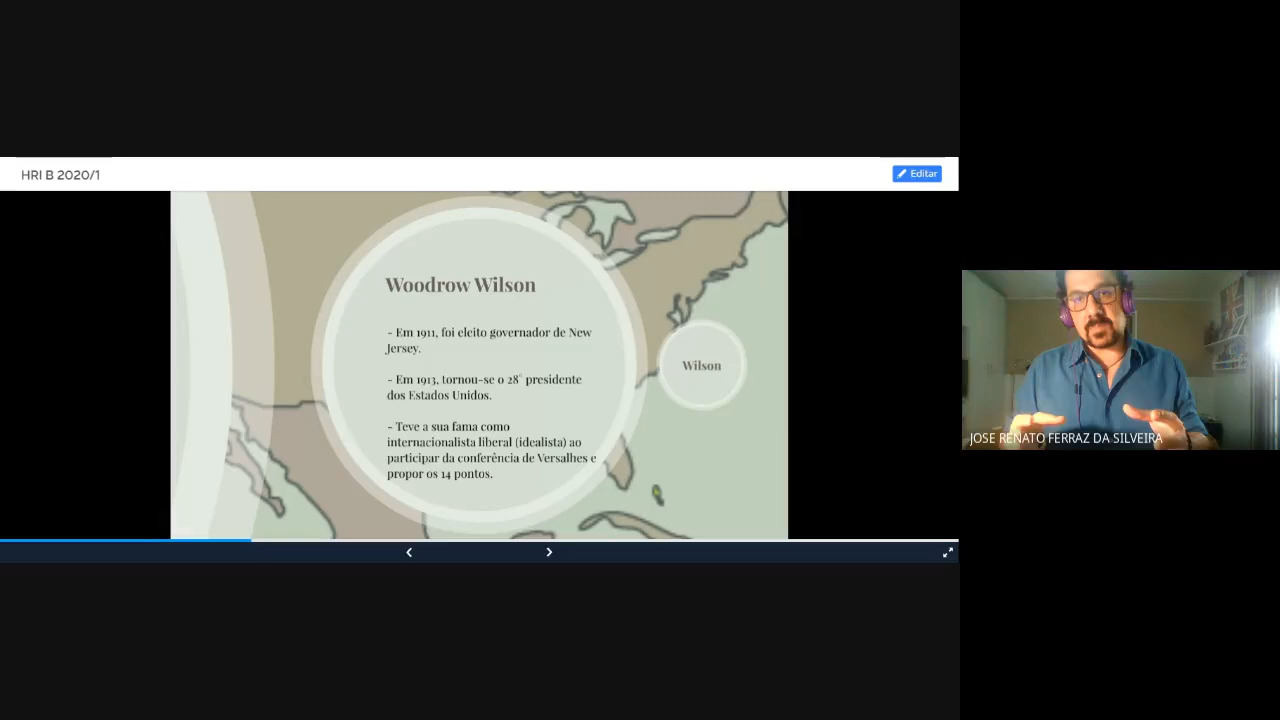 HRI B 2020/1
Editar
Woodrow Wilson
- Em 1911, foi eleito governador de New
Jersey.
- Em 1913, tornou-se o 28° presidente
dos Estados Unidos.
- Teve a sua fama como
internacionalista liberal (idealista) ao
participar da conferência de Versalhes e
propor os 14 pontos.
Wilson
JOSE RENATO FERRAZ DA SILVEIRA